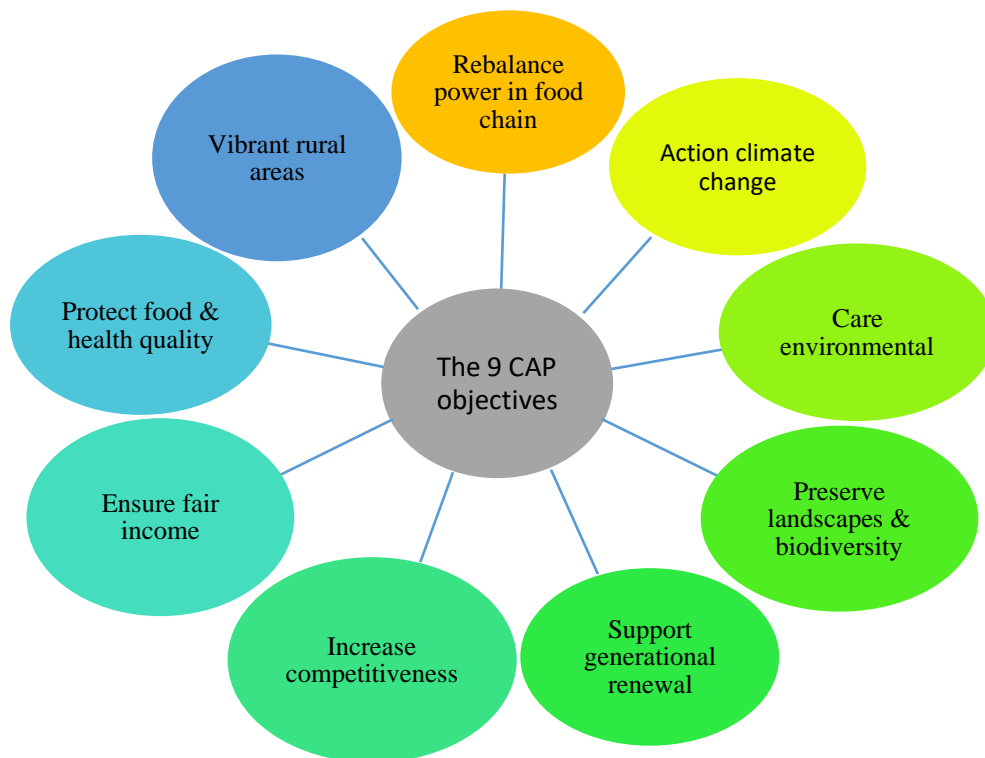 Rebalance
power in food
chain
Action climate
change
Care
environmental
Preserve
landscapes &
biodiversity
Support
generational
renewal
Increase
competitiveness
Ensure fair
income
Protect food &
health quality
Vibrant rural
areas
The 9 CAP
objectives